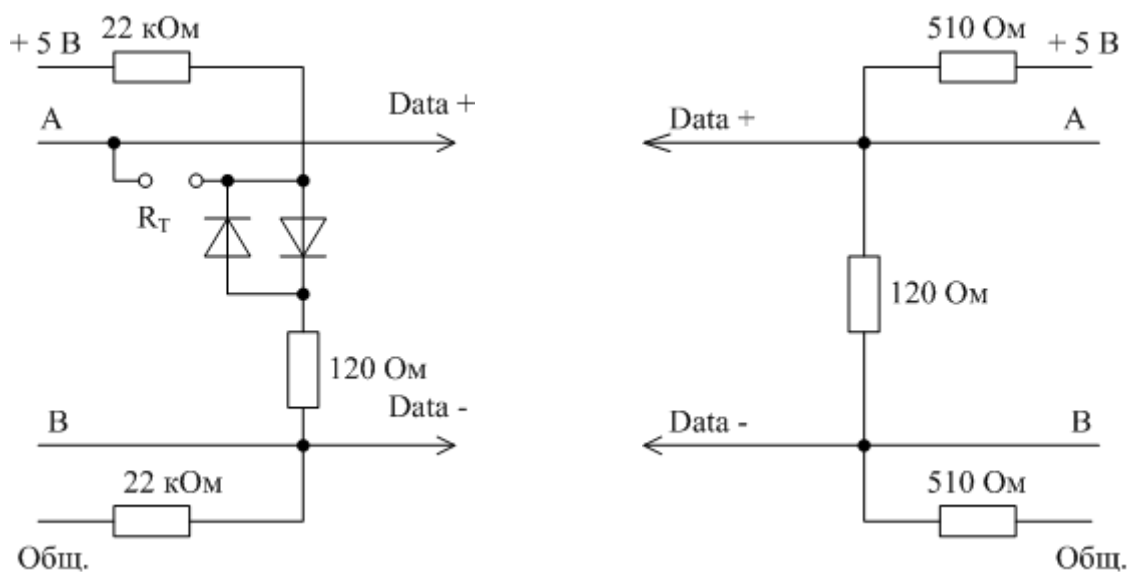 22 кОм
+ 5 В
A
Data +
R_T
120 Ом
B
Data -
22 кОм
Общ.
510 Ом
+ 5 В
Data +
A
120 Ом
Data -
B
510 Ом
Общ.